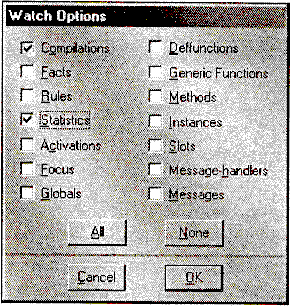 Watch Options
Compilations
Facts
Rules
Statistics
Activations
Focus
Globals
Deffunctions
Generic Functions
Methods
Instances
Slots
Message-handlers
Messages
All
None
Cancel
OK